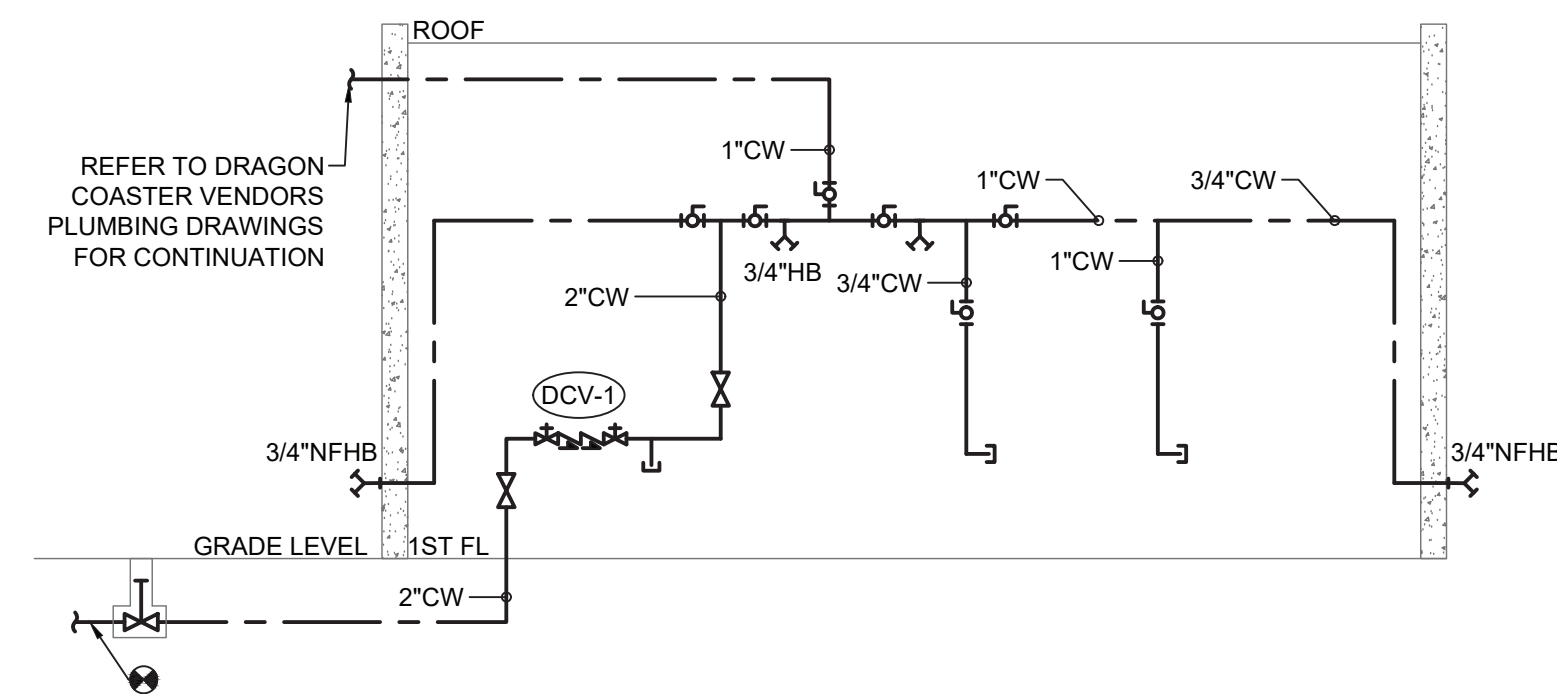 ROOF
1"CW
REFER TO DRAGON
COASTER VENDORS
PLUMBING DRAWINGS
FOR CONTINUATION
1"CW
3/4"CW
3/4"HB
1"CW
2"CW
3/4"CW
DCV-1
3/4"NFHB
3/4"NFHB
GRADE LEVEL
1ST FL
2"CW